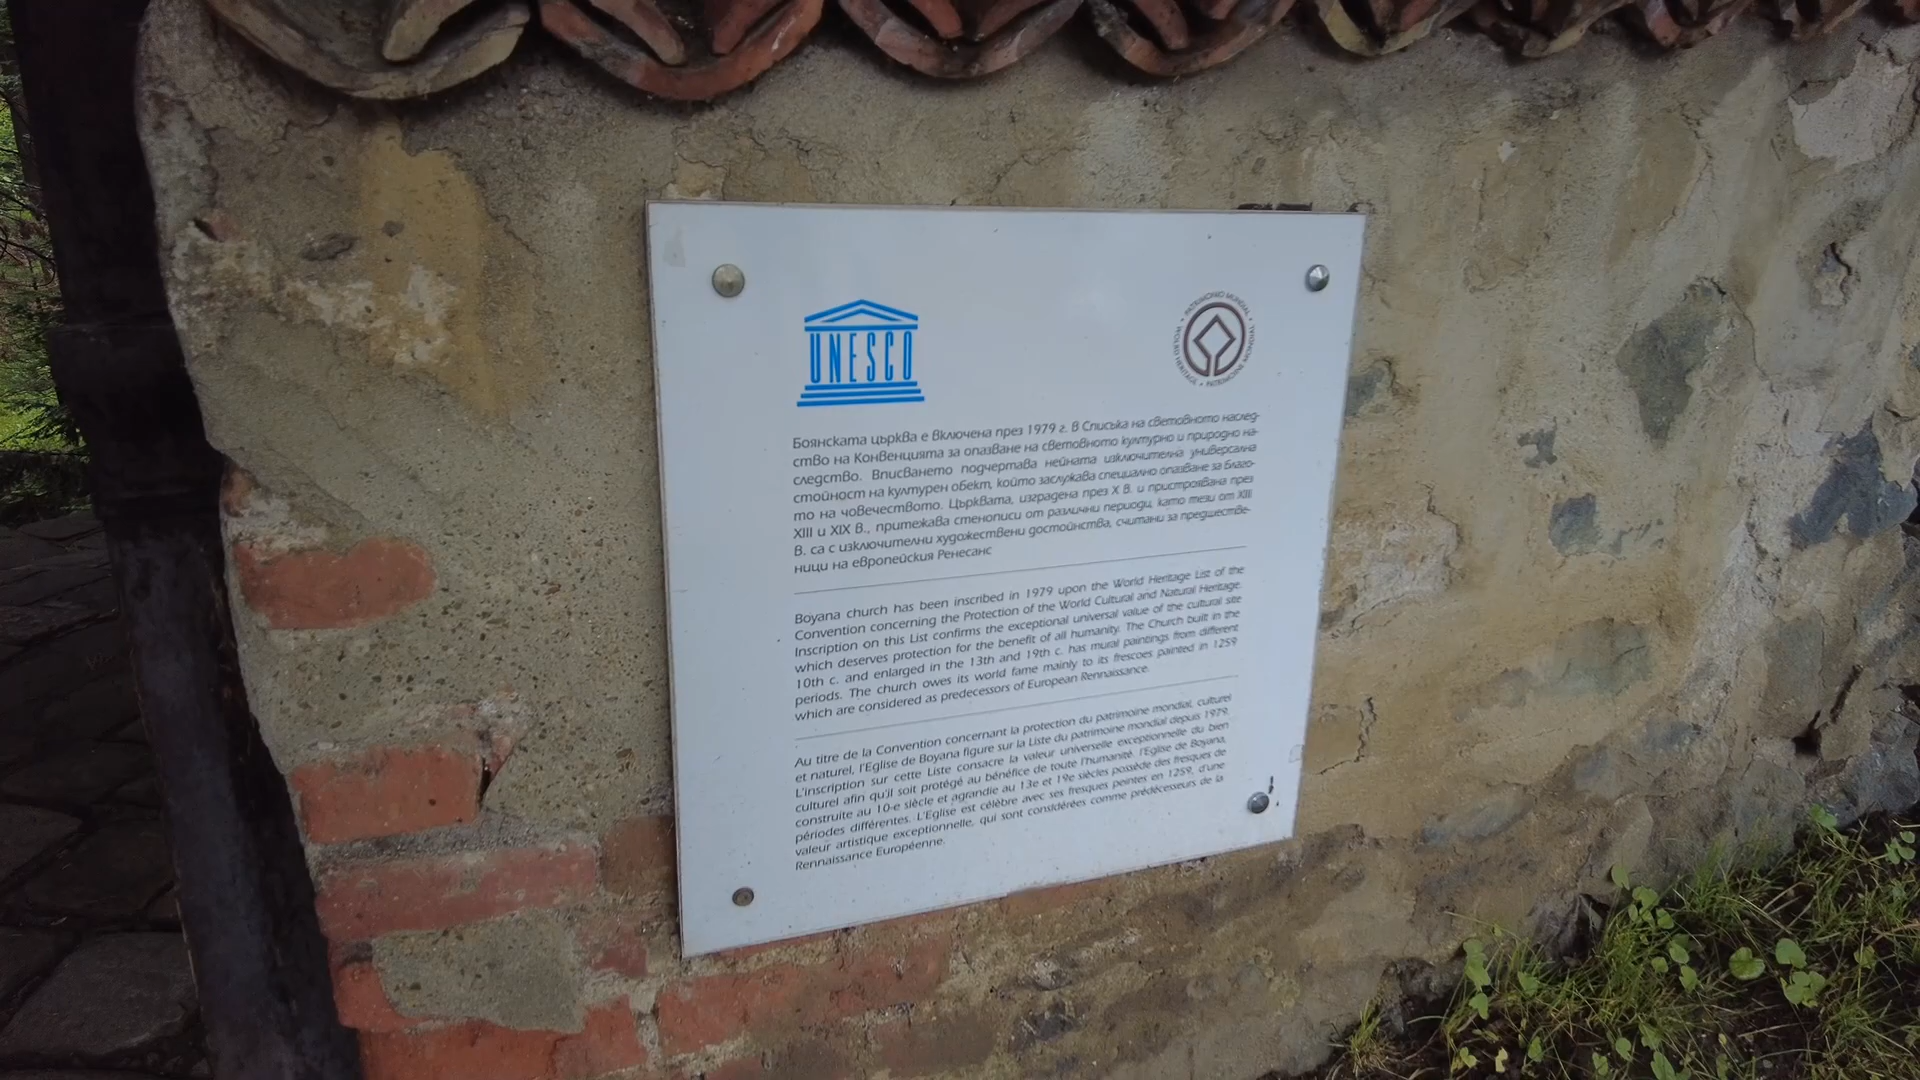 UNESCO
PATRIMONIO MUNDIAL • WORLD HERITAGE • PATRIMOINE MONDIAL •
Боянската църква е включена през 1979 г. в Списъка на световното наслед-
ство на Конвенцията за опазване на световното културно и природно на-
следство. Вписването подчертава нейната изключителна универсална
стойност на културен обект, който заслужава специално опазване за благо-
то на човечеството. Църквата, изградена през X в. и пристроявана през
XIII и XIX в., притежава стенописи от различни периоди, като тези от XIII
в. са с изключителни художествени достойнства, считани за предшестве-
ници на европейския Ренесанс
Boyana church has been inscribed in 1979 upon the World Heritage List of the
Convention concerning the Protection of the World Cultural and Natural Heritage.
Inscription on this List confirms the exceptional universal value of the cultural site
which deserves protection for the benefit of all humanity. The Church built in the
10th c. and enlarged in the 13th and 19th c. has mural paintings from different
periods. The church owes its world fame mainly to its frescoes painted in 1259
which are considered as predecessors of European Rennaissance.
Au titre de la Convention concernant la protection du patrimoine mondial, culturel
et naturel, l'Eglise de Boyana figure sur la Liste du patrimoine mondial depuis 1979.
L'inscription sur cette Liste consacre la valeur universelle exceptionnelle du bien
culturel afin qu'il soit protégé au bénéfice de toute l'humanité. l'Eglise de Boyana,
construite au 10-e siècle et agrandie au 13e et 19e siècles possède des fresques de
périodes différentes. L'Eglise est célèbre avec ses fresques peintes en 1259, d'une
valeur artistique exceptionnelle, qui sont considérées comme prédécesseurs de la
Rennaissance Européenne.